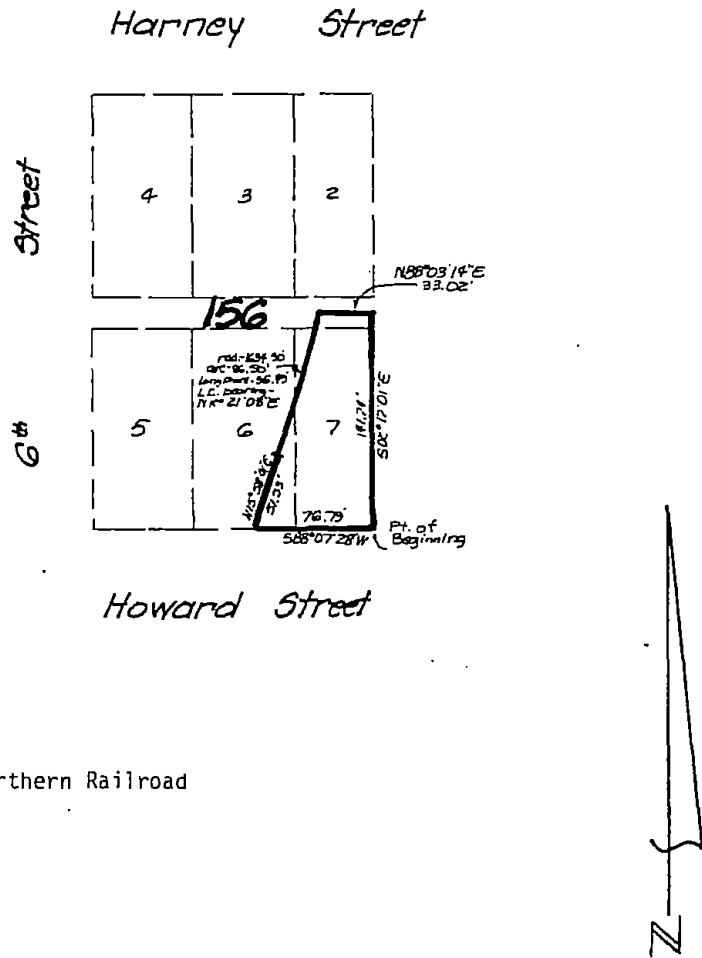 Harney Street
Street
6th
4
3
2
N88°03'14"E
33.02'
156
5
6
7
S02°17'01"E
76.79'
S88°07'28"W
Pt. of
Beginning
Howard Street
rthern Railroad
N